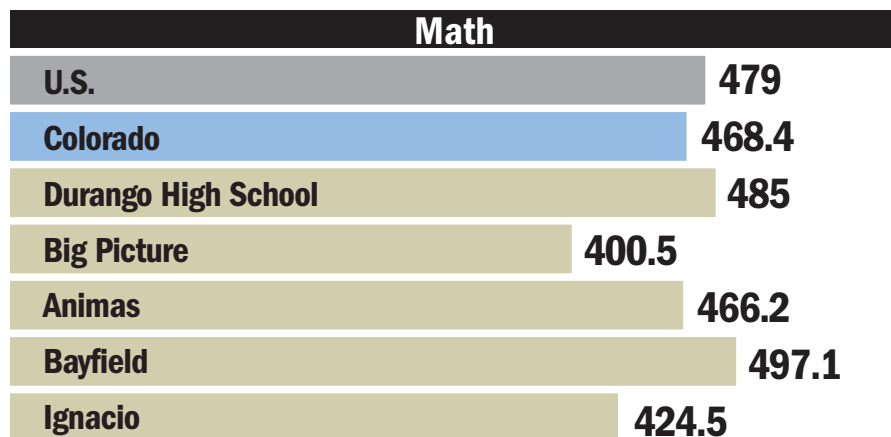 Math
U.S. 479
Colorado 468.4
Durango High School 485
Big Picture 400.5
Animas 466.2
Bayfield 497.1
Ignacio 424.5